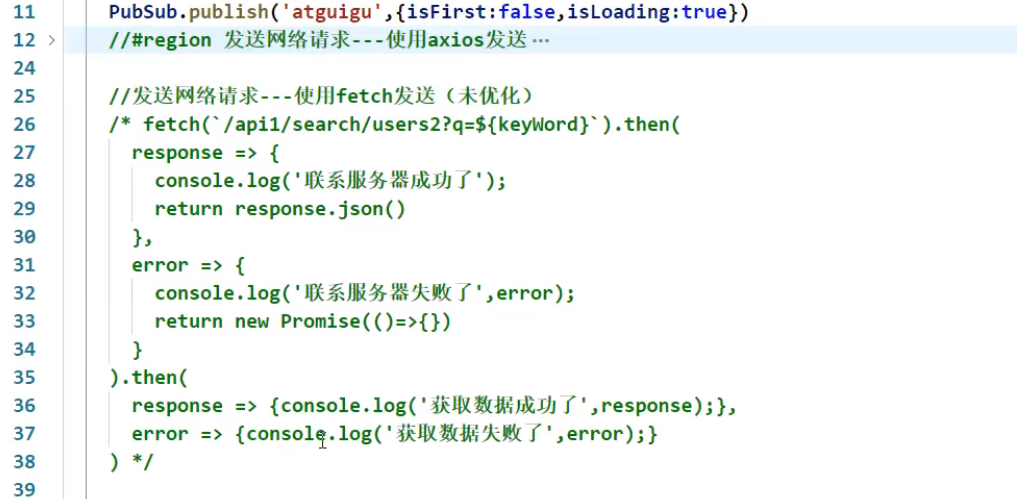 11 PubSub.publish('atguigu',{isFirst:false,isLoading:true})
12 //#region 发送网络请求---使用axios发送 ···
24
25 //发送网络请求---使用fetch发送（未优化）
26 /* fetch(`/api1/search/users2?q=${keyWord}`).then(
27 response => {
28 console.log('联系服务器成功了');
29 return response.json()
30 },
31 error => {
32 console.log('联系服务器失败了',error);
33 return new Promise(()=>{})
34 }
35 ).then(
36 response => {console.log('获取数据成功了',response);},
37 error => {console.log('获取数据失败了',error);}
38 ) */
39